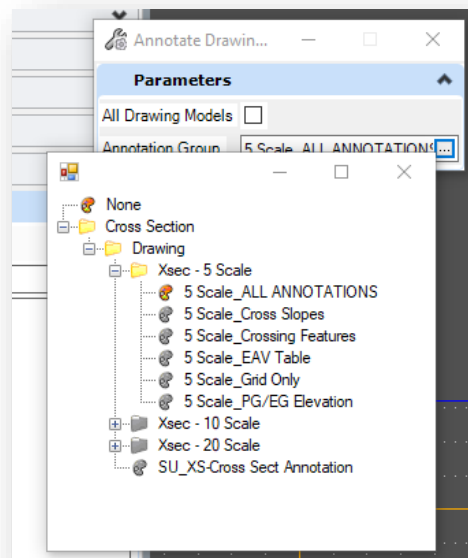 Annotate Drawin...
Parameters
All Drawing Models
Annotation Group 5 Scale_ALL ANNOTATIONS ...
None
Cross Section
Drawing
Xsec - 5 Scale
5 Scale_ALL ANNOTATIONS
5 Scale_Cross Slopes
5 Scale_Crossing Features
5 Scale_EAV Table
5 Scale_Grid Only
5 Scale_PG/EG Elevation
Xsec - 10 Scale
Xsec - 20 Scale
SU_XS-Cross Sect Annotation